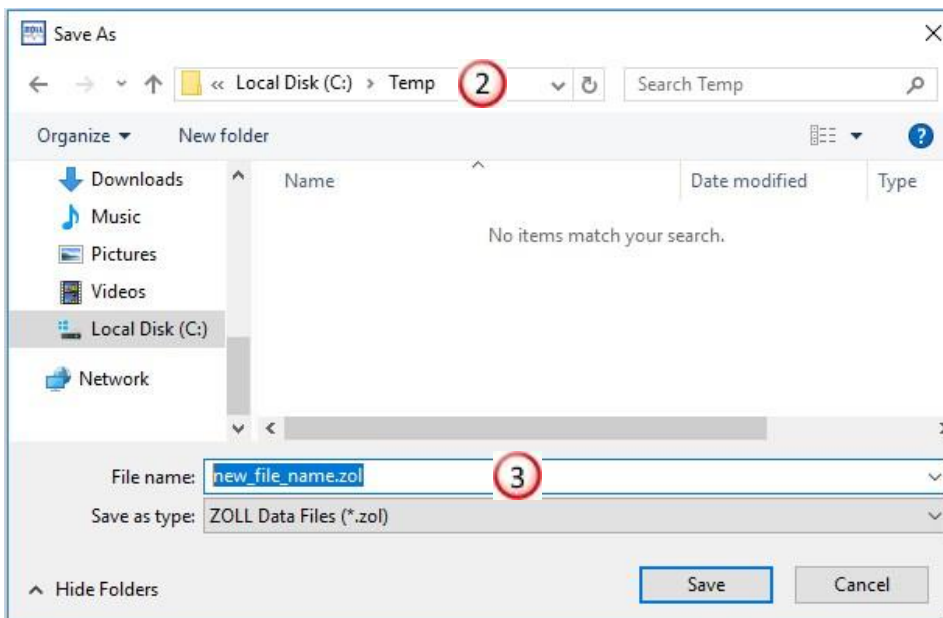 ZOLL Save As
« Local Disk (C:) › Temp 2 Search Temp
Organize New folder ?
Downloads Name Date modified Type
Music
No items match your search.
Pictures
Videos
Local Disk (C:)
Network
File name: new_file_name.zol 3
Save as type: ZOLL Data Files (*.zol)
Hide Folders Save Cancel